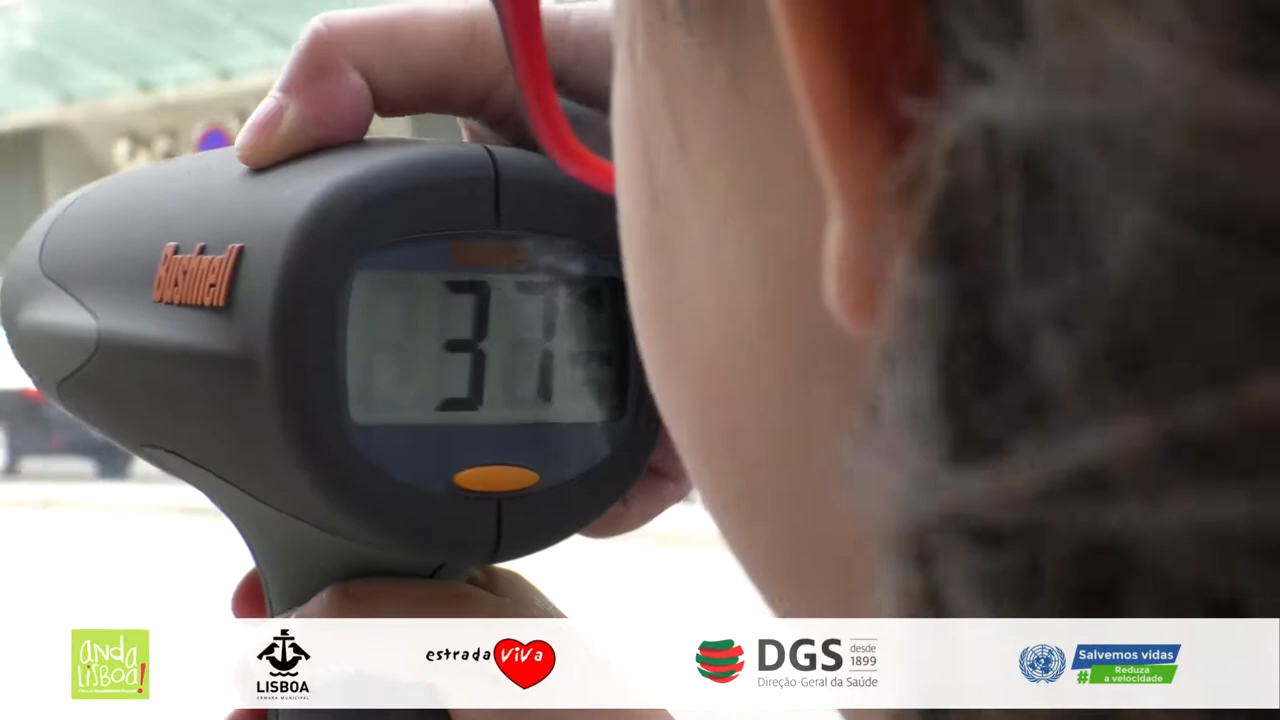 Bushnell
37
anda
LiSBOA!
LISBOA
CÂMARA MUNICIPAL
estrada viva
DGS desde
1899
Direção-Geral da Saúde
Salvemos vidas
# Reduza
a velocidade